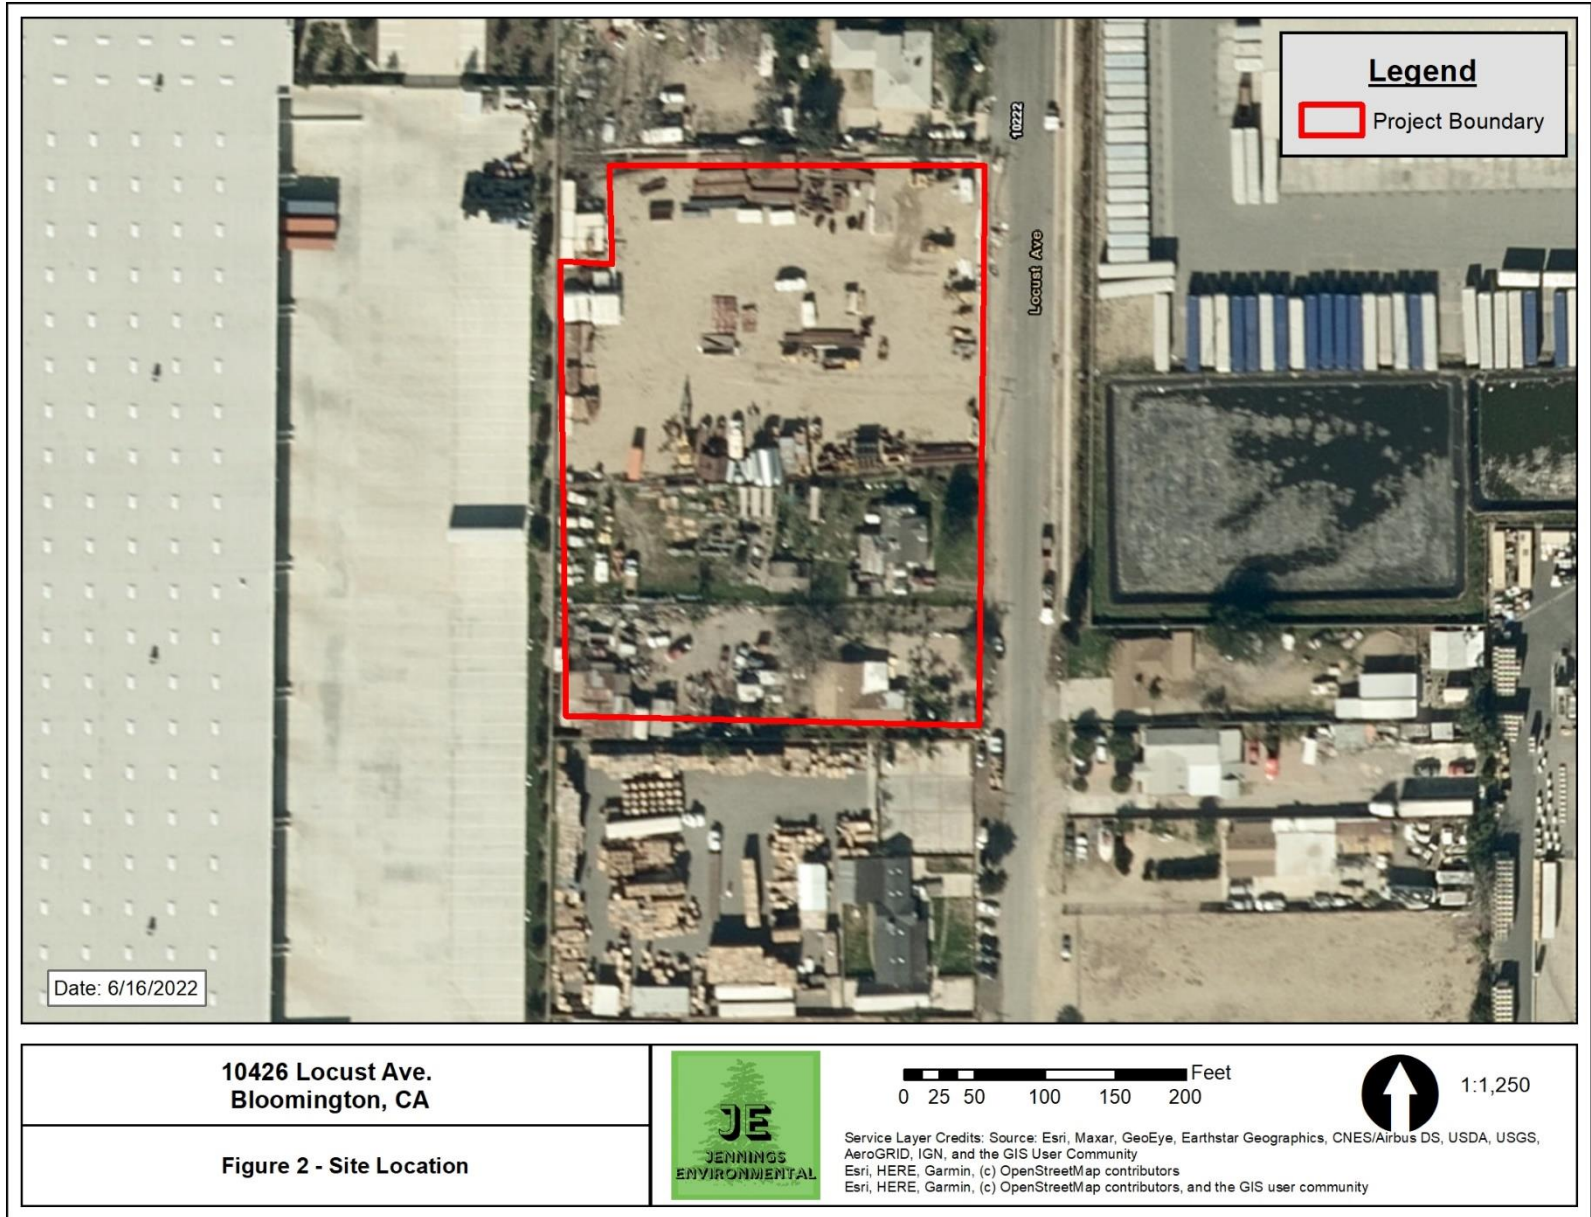 Legend
Project Boundary
10222
Locust Ave
Date: 6/16/2022
10426 Locust Ave.
Bloomington, CA
Figure 2 - Site Location
JE
JENNINGS
ENVIRONMENTAL
Feet
0 25 50 100 150 200
1:1,250
Service Layer Credits: Source: Esri, Maxar, GeoEye, Earthstar Geographics, CNES/Airbus DS, USDA, USGS,
AeroGRID, IGN, and the GIS User Community
Esri, HERE, Garmin, (c) OpenStreetMap contributors
Esri, HERE, Garmin, (c) OpenStreetMap contributors, and the GIS user community